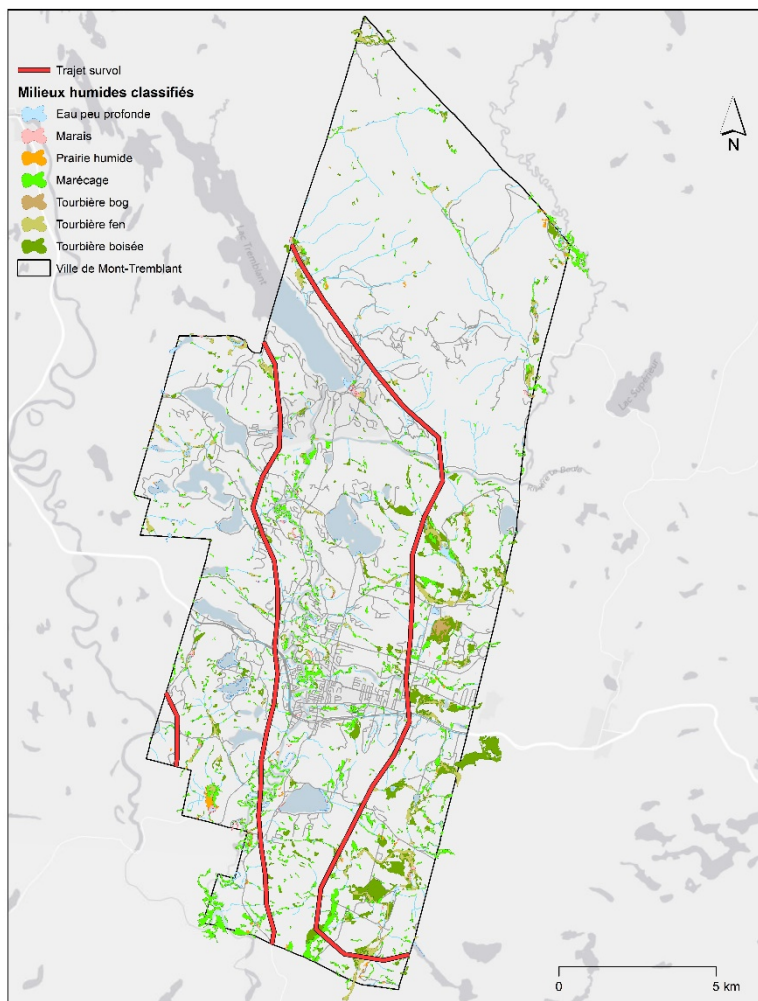 Trajet survol
Milieux humides classifiés
Eau peu profonde
Marais
Prairie humide
Marécage
Tourbière bog
Tourbière fen
Tourbière boisée
Ville de Mont-Tremblant
N
Lac Tremblant
Lac Supérieur
0
5 km